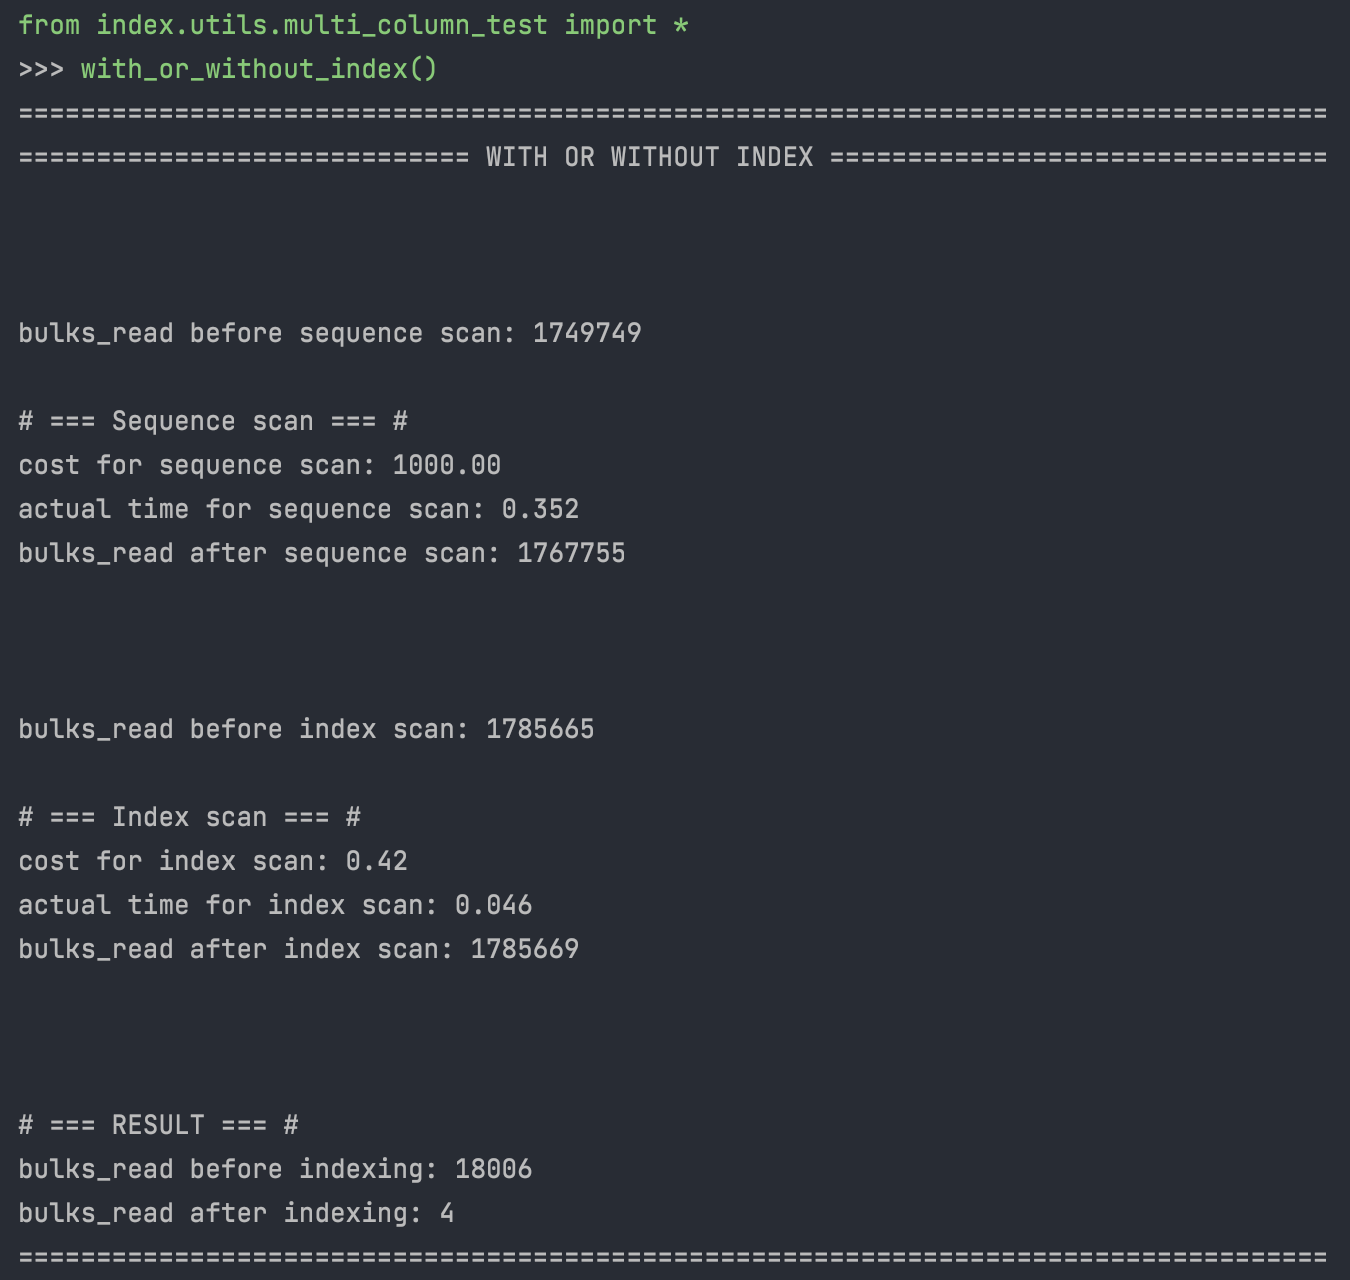 from index.utils.multi_column_test import *
>>> with_or_without_index()
====================================================================================
============================= WITH OR WITHOUT INDEX ================================
bulks_read before sequence scan: 1749749
# === Sequence scan === #
cost for sequence scan: 1000.00
actual time for sequence scan: 0.352
bulks_read after sequence scan: 1767755
bulks_read before index scan: 1785665
# === Index scan === #
cost for index scan: 0.42
actual time for index scan: 0.046
bulks_read after index scan: 1785669
# === RESULT === #
bulks_read before indexing: 18006
bulks_read after indexing: 4
====================================================================================